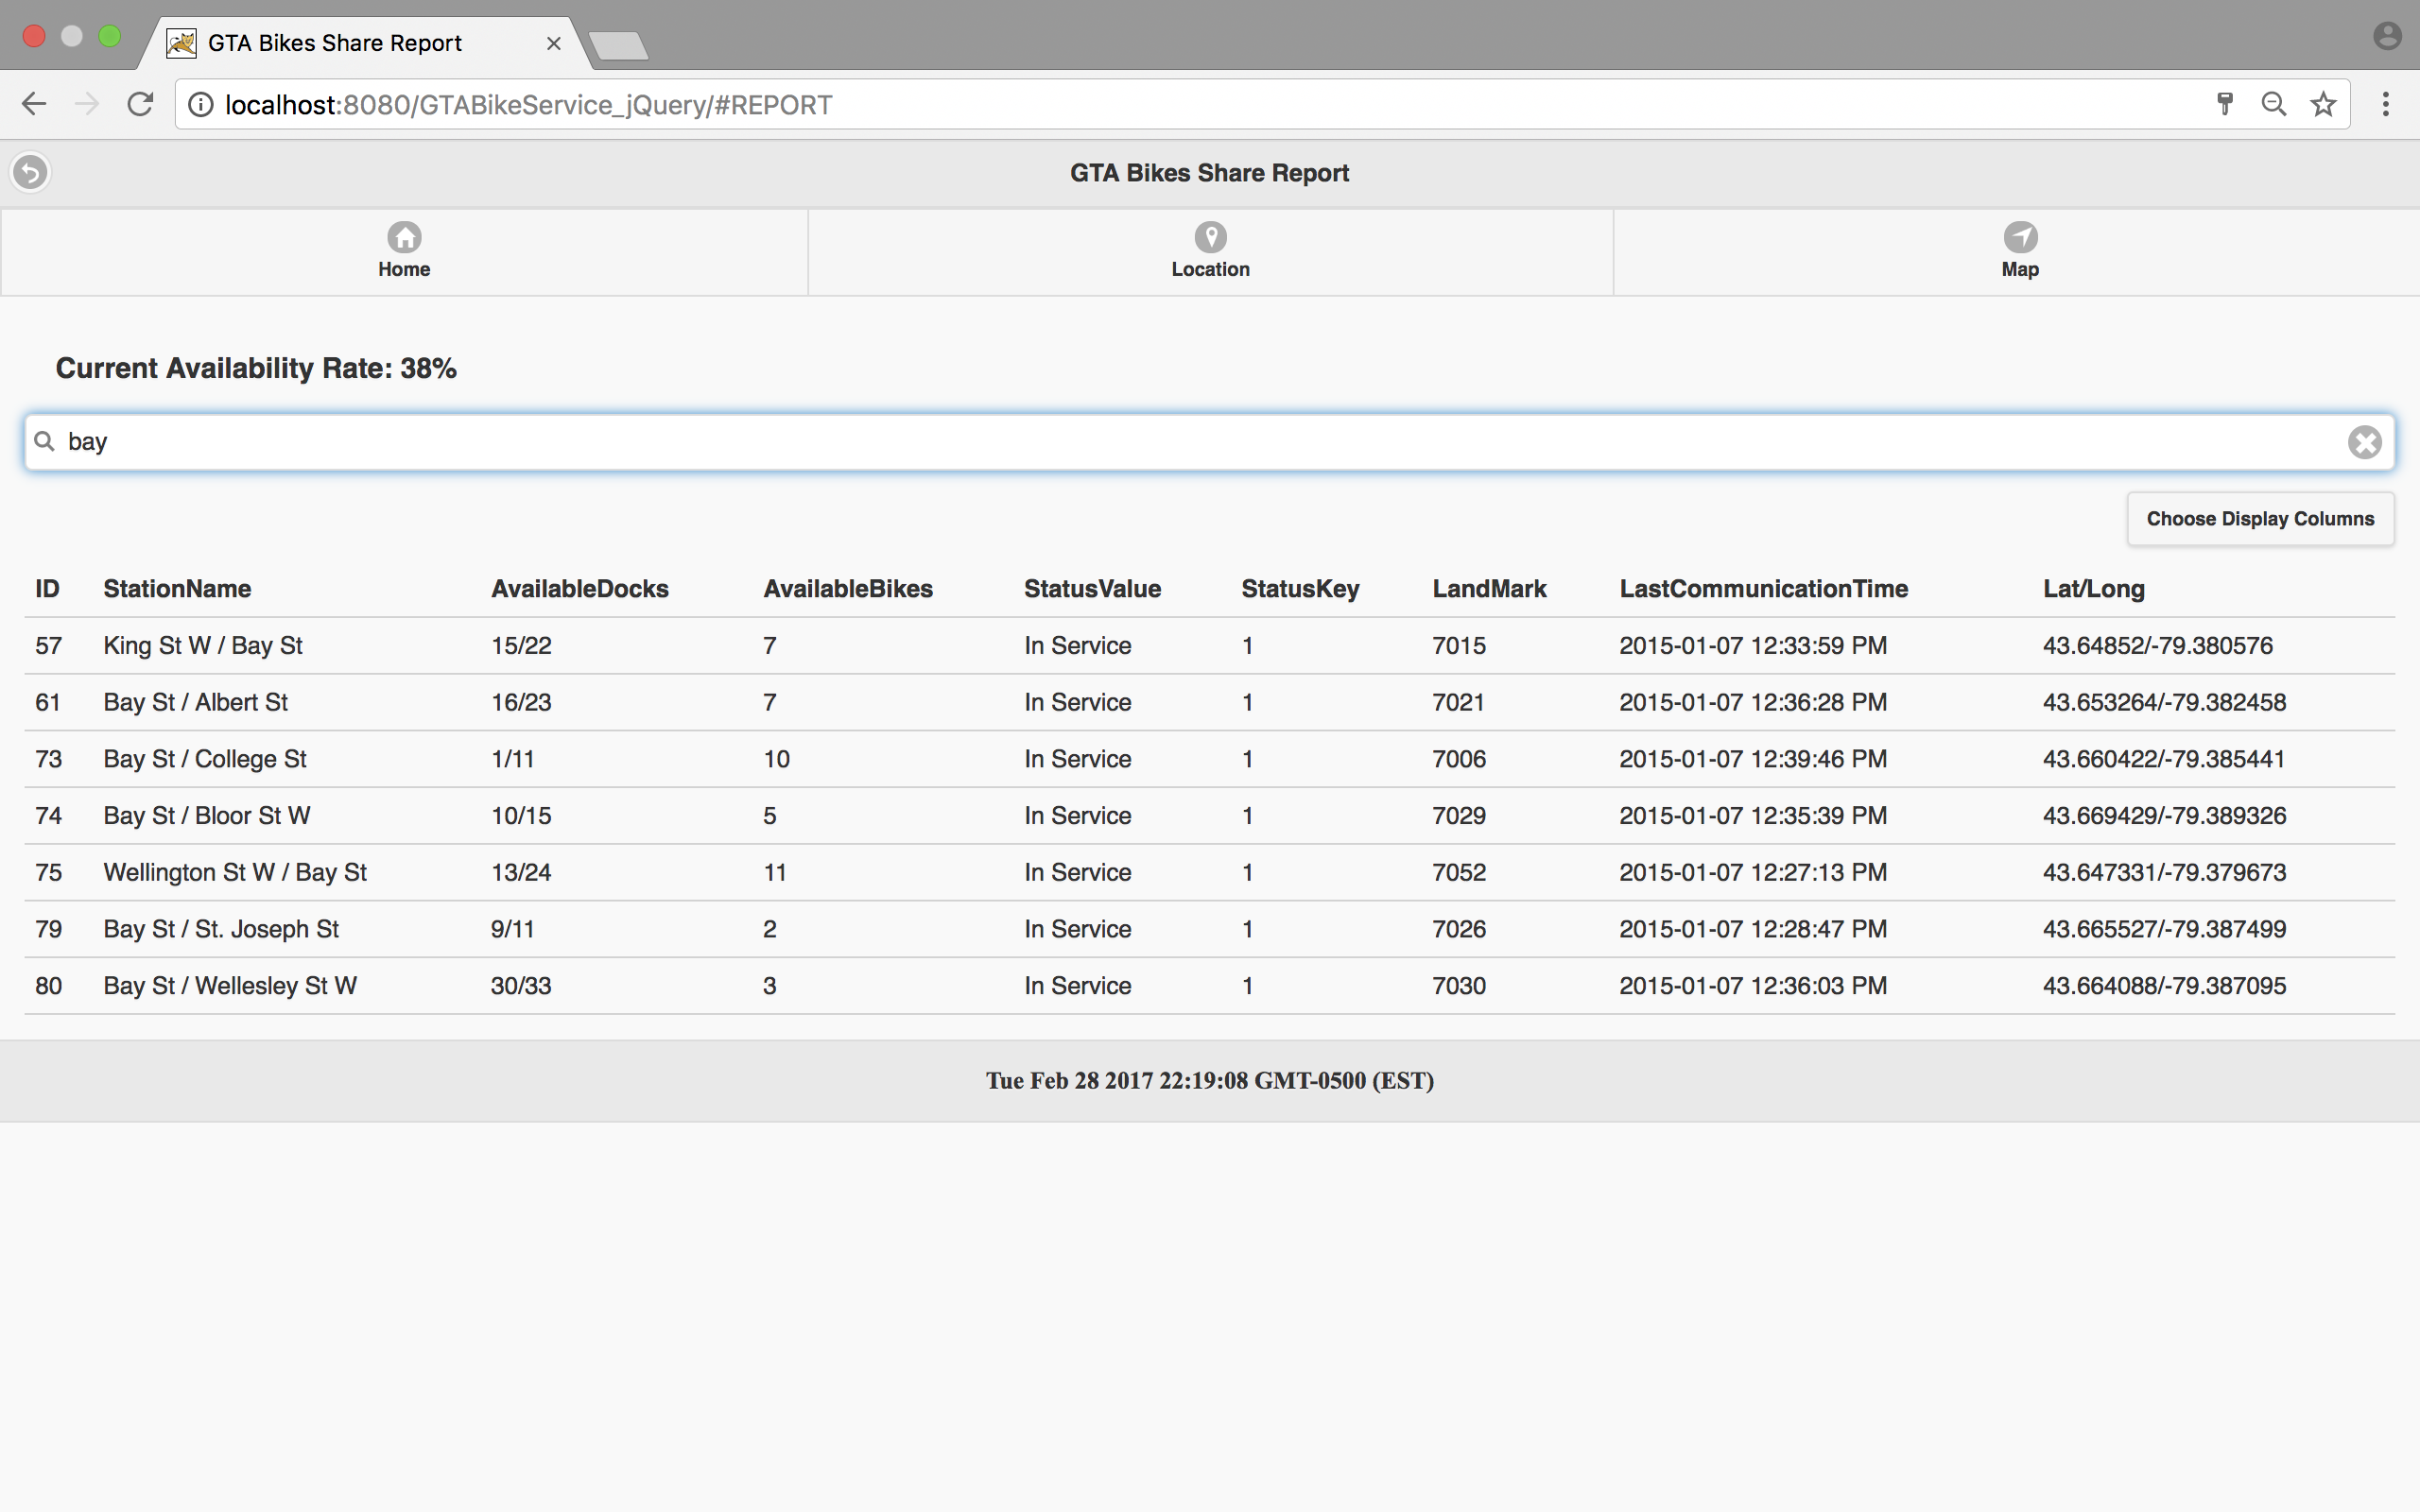 GTA Bikes Share Report
localhost:8080/GTABikeService_jQuery/#REPORT
GTA Bikes Share Report
Home Location Map
Current Availability Rate: 38%
bay
Choose Display Columns
ID StationName AvailableDocks AvailableBikes StatusValue StatusKey LandMark LastCommunicationTime Lat/Long
57 King St W / Bay St 15/22 7 In Service 1 7015 2015-01-07 12:33:59 PM 43.64852/-79.380576
61 Bay St / Albert St 16/23 7 In Service 1 7021 2015-01-07 12:36:28 PM 43.653264/-79.382458
73 Bay St / College St 1/11 10 In Service 1 7006 2015-01-07 12:39:46 PM 43.660422/-79.385441
74 Bay St / Bloor St W 10/15 5 In Service 1 7029 2015-01-07 12:35:39 PM 43.669429/-79.389326
75 Wellington St W / Bay St 13/24 11 In Service 1 7052 2015-01-07 12:27:13 PM 43.647331/-79.379673
79 Bay St / St. Joseph St 9/11 2 In Service 1 7026 2015-01-07 12:28:47 PM 43.665527/-79.387499
80 Bay St / Wellesley St W 30/33 3 In Service 1 7030 2015-01-07 12:36:03 PM 43.664088/-79.387095
Tue Feb 28 2017 22:19:08 GMT-0500 (EST)